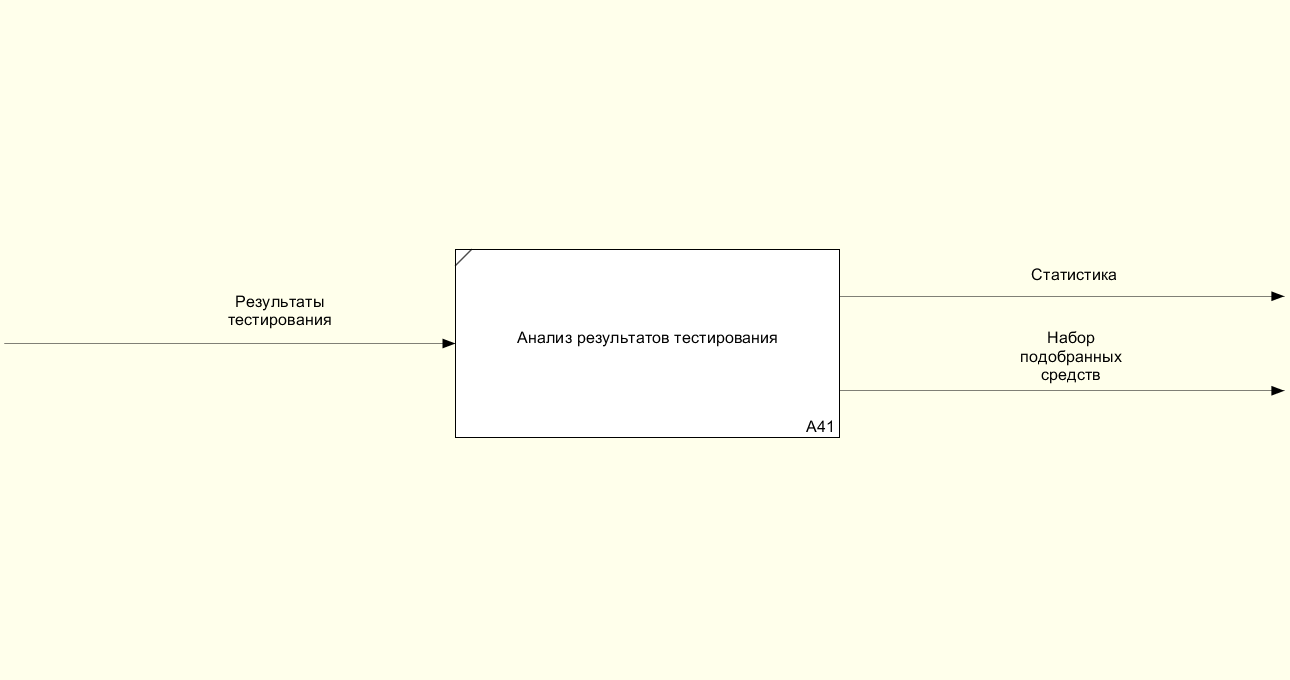 Результаты
тестирования
Анализ результатов тестирования
A41
Статистика
Набор
подобранных
средств